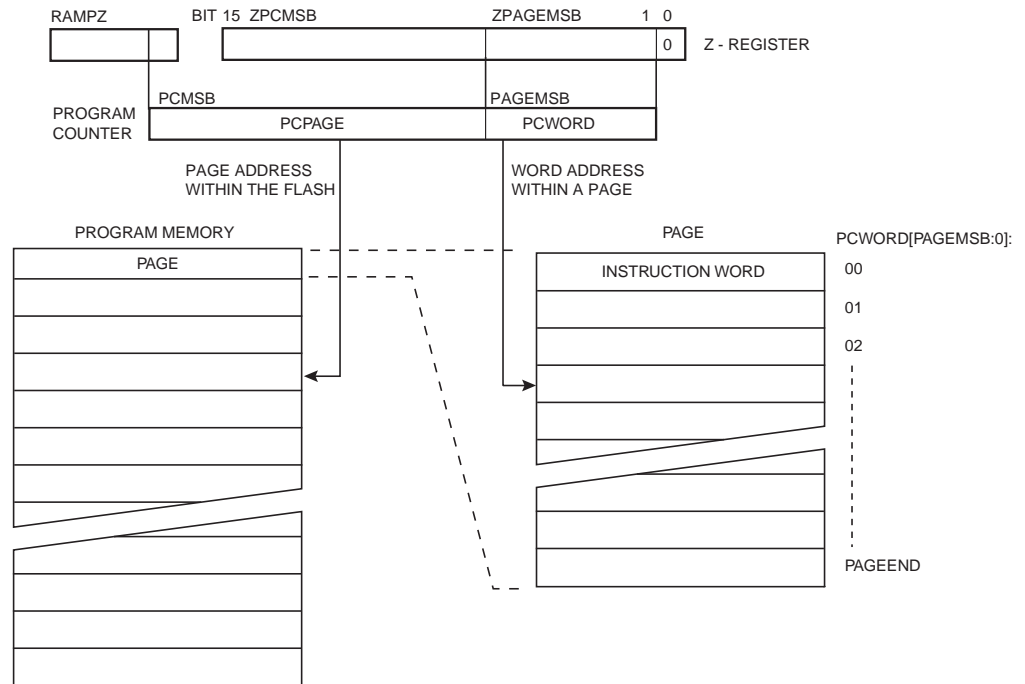 RAMPZ
BIT 15 ZPCMSB ZPAGEMSB 1 0
0 Z - REGISTER
PCMSB PAGEMSB
PROGRAM
COUNTER
PCPAGE PCWORD
PAGE ADDRESS
WITHIN THE FLASH
WORD ADDRESS
WITHIN A PAGE
PROGRAM MEMORY
PAGE
PAGE
PCWORD[PAGEMSB:0]:
INSTRUCTION WORD
00
01
02
PAGEEND